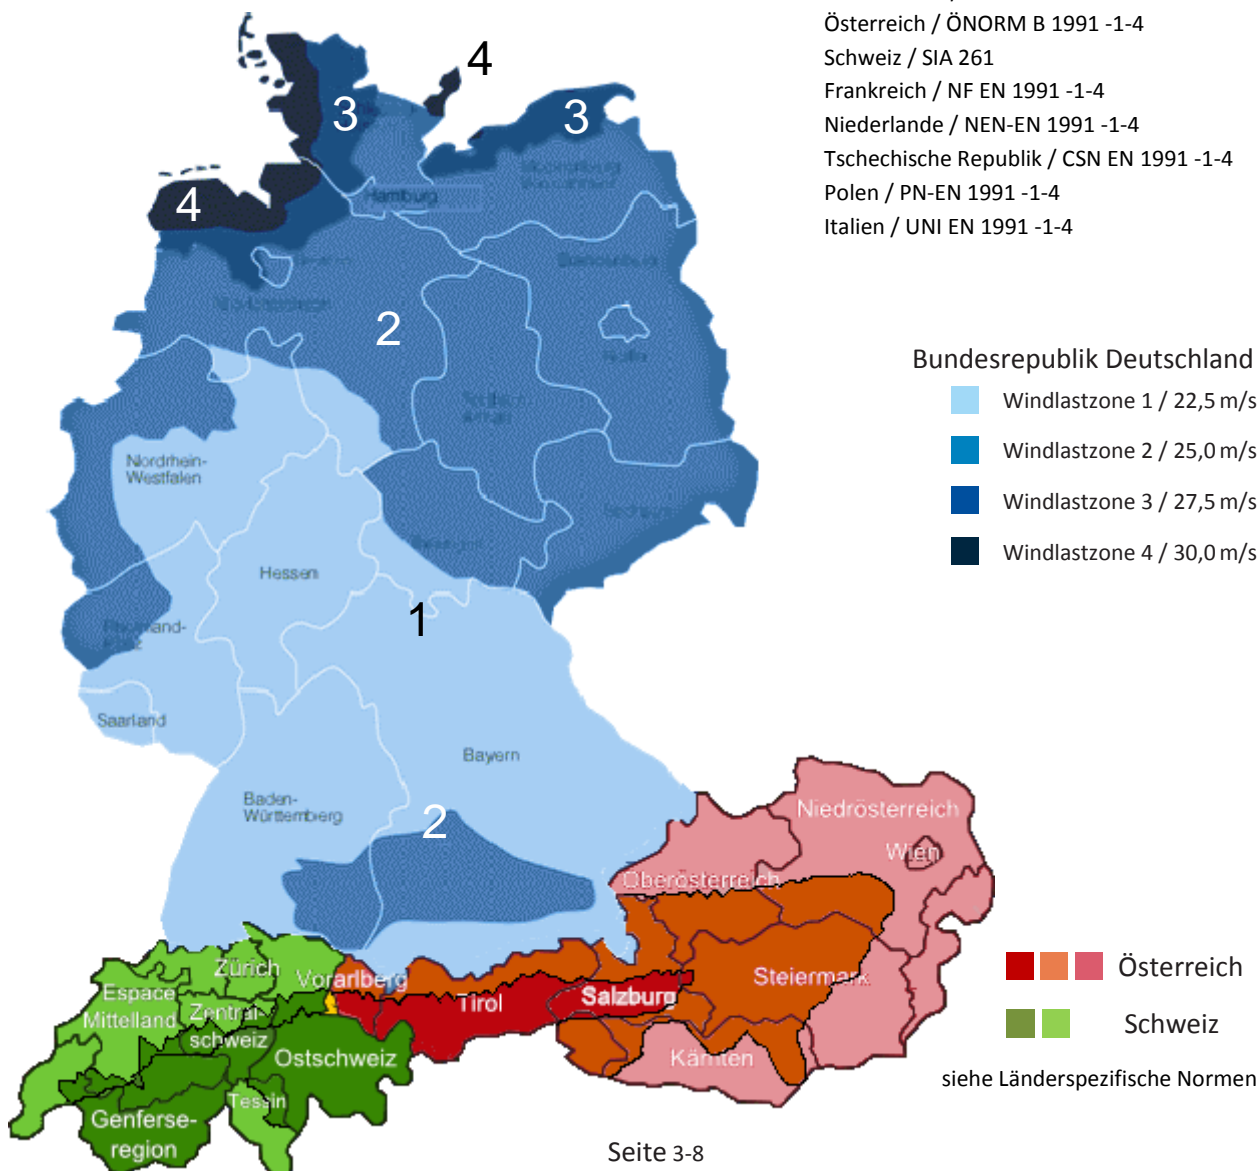 Österreich / ÖNORM B 1991 -1-4
Schweiz / SIA 261
Frankreich / NF EN 1991 -1-4
Niederlande / NEN-EN 1991 -1-4
Tschechische Republik / CSN EN 1991 -1-4
Polen / PN-EN 1991 -1-4
Italien / UNI EN 1991 -1-4
4
3
3
4
Hamburg
2
Bundesrepublik Deutschland
Windlastzone 1 / 22,5 m/s
Windlastzone 2 / 25,0 m/s
Windlastzone 3 / 27,5 m/s
Windlastzone 4 / 30,0 m/s
Nordrhein-
Westfalen
Hessen
1
Rheinland-
Pfalz
Saarland
Bayern
Baden-
Württemberg
2
Niedrösterreich
Wien
Oberösterreich
Zürich
Vorarlberg
Espace
Mittelland
Zentral-
schweiz
Tirol
Salzburg
Steiermark
Ostschweiz
Kärnten
Tessin
Genferse-
region
Österreich
Schweiz
siehe Länderspezifische Normen
Seite 3-8